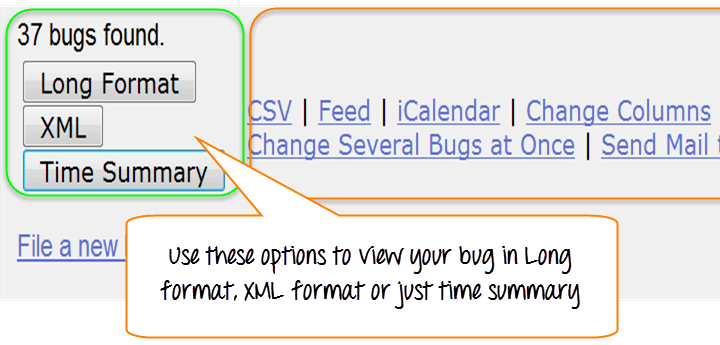 37 bugs found.
Long Format
XML
Time Summary
CSV | Feed | iCalendar | Change Columns
Change Several Bugs at Once | Send Mail t
File a new
Use these options to view your bug in Long
format, XML format or just time summary